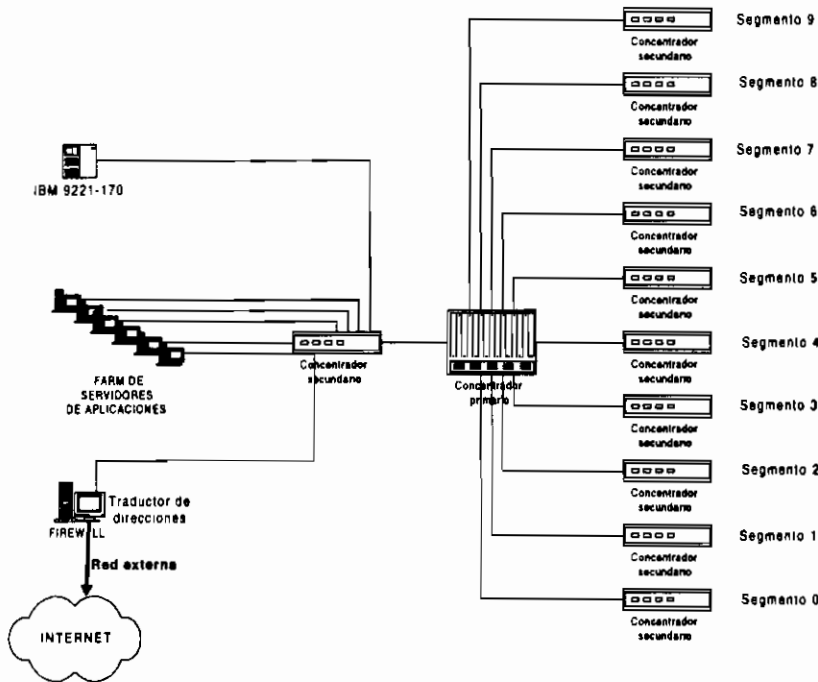 Segmento 9
Concentrador
secundario
Segmento 8
Concentrador
secundario
Segmento 7
Concentrador
secundario
IBM 9221-170
Segmento 6
Concentrador
secundario
Segmento 5
Concentrador
secundario
Segmento 4
Concentrador
secundario
Concentrador
secundario
Concentrador
primario
FARM DE
SERVIDORES
DE APLICACIONES
Segmento 3
Concentrador
secundario
Segmento 2
Concentrador
secundario
Traductor de
direcciones
FIREWALL
Segmento 1
Concentrador
secundario
Red externa
Segmento 0
Concentrador
secundario
INTERNET